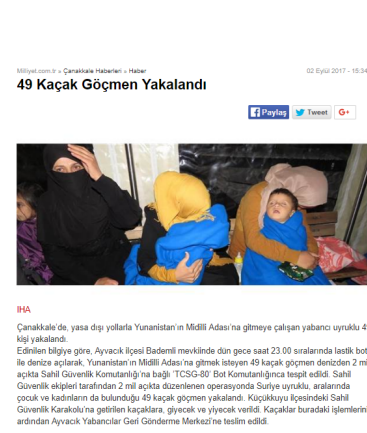 Milliyet.com.tr » Çanakkale Haberleri » Haber
02 Eylül 2017 - 15:34
49 Kaçak Göçmen Yakalandı
Paylaş Tweet G+
IHA
Çanakkale'de, yasa dışı yollarla Yunanistan'ın Midilli Adası'na gitmeye çalışan yabancı uyruklu
kişi yakalandı.
Edinilen bilgiye göre, Ayvacık ilçesi Bademli mevkiinde dün gece saat 23.00 sıralarında lastik bot
ile denize açılarak, Yunanistan'ın Midilli Adası'na gitmek isteyen 49 kaçak göçmen denizden 2 mi
açıkta Sahil Güvenlik Komutanlığı'na bağlı 'TCSG-80' Bot Komutanlığınca tespit edildi. Sahil
Güvenlik ekipleri tarafından 2 mil açıkta düzenlenen operasyonda Suriye uyruklu, aralarında
çocuk ve kadınların da bulunduğu 49 kaçak göçmen yakalandı. Küçükkuyu ilçesindeki Sahil
Güvenlik Karakolu'na getirilen kaçaklara, giyecek ve yiyecek verildi. Kaçaklar buradaki işlemlerini
ardından Ayvacık Yabancılar Geri Gönderme Merkezi'ne teslim edildi.